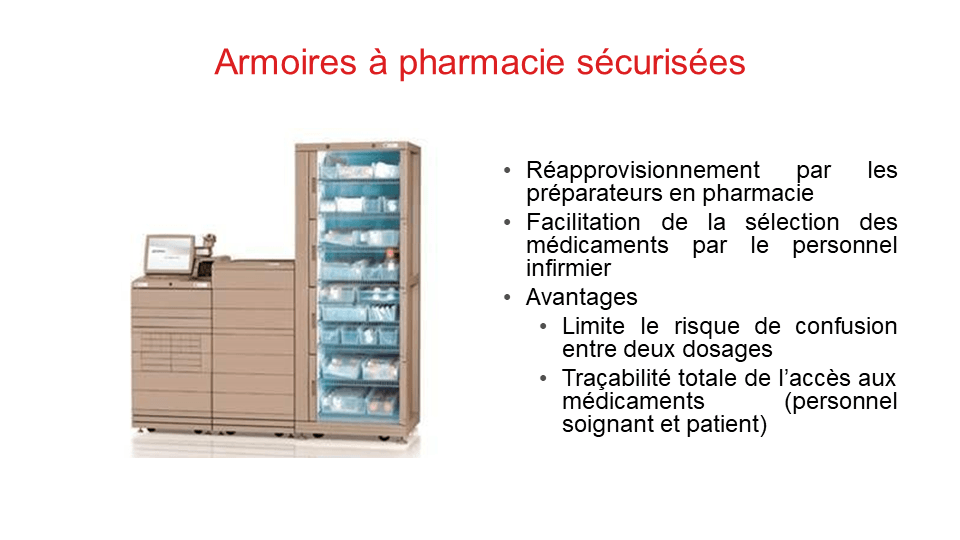 Armoires à pharmacie sécurisées
• Réapprovisionnement par les
préparateurs en pharmacie
• Facilitation de la sélection des
médicaments par le personnel
infirmier
• Avantages
• Limite le risque de confusion
entre deux dosages
• Traçabilité totale de l’accès aux
médicaments (personnel
soignant et patient)